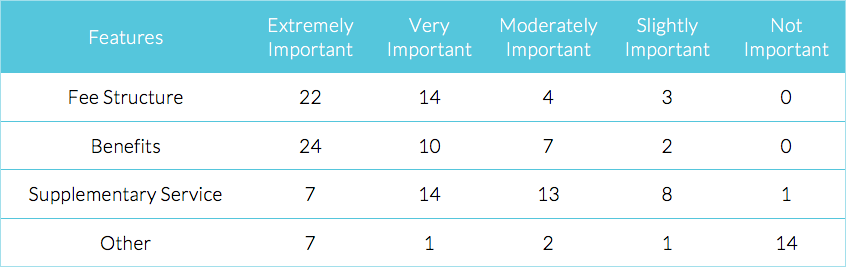 Features Extremely Important Very Important Moderately Important Slightly Important Not Important
Fee Structure 22 14 4 3 0
Benefits 24 10 7 2 0
Supplementary Service 7 14 13 8 1
Other 7 1 2 1 14